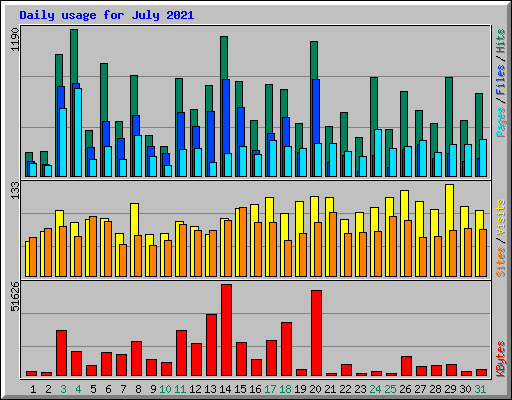 Daily usage for July 2021
1190
Pages/Files/Hits
133
Sites/Visits
51626
KBytes
1 2 3 4 5 6 7 8 9 10 11 12 13 14 15 16 17 18 19 20 21 22 23 24 25 26 27 28 29 30 31